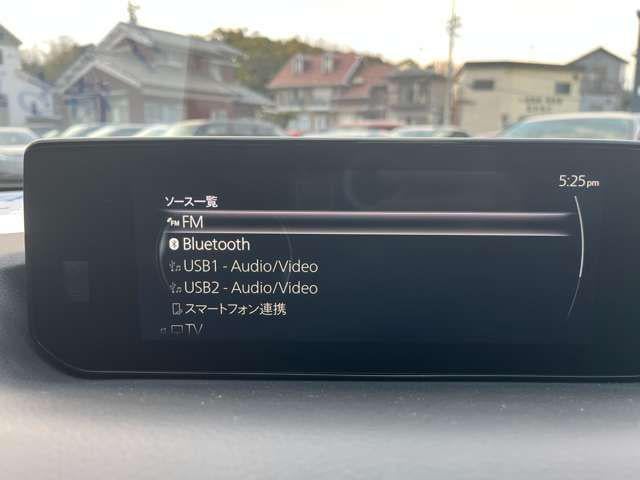 5:25pm
ソース一覧
FM
Bluetooth
USB1 - Audio/Video
USB2 - Audio/Video
スマートフォン連携
TV